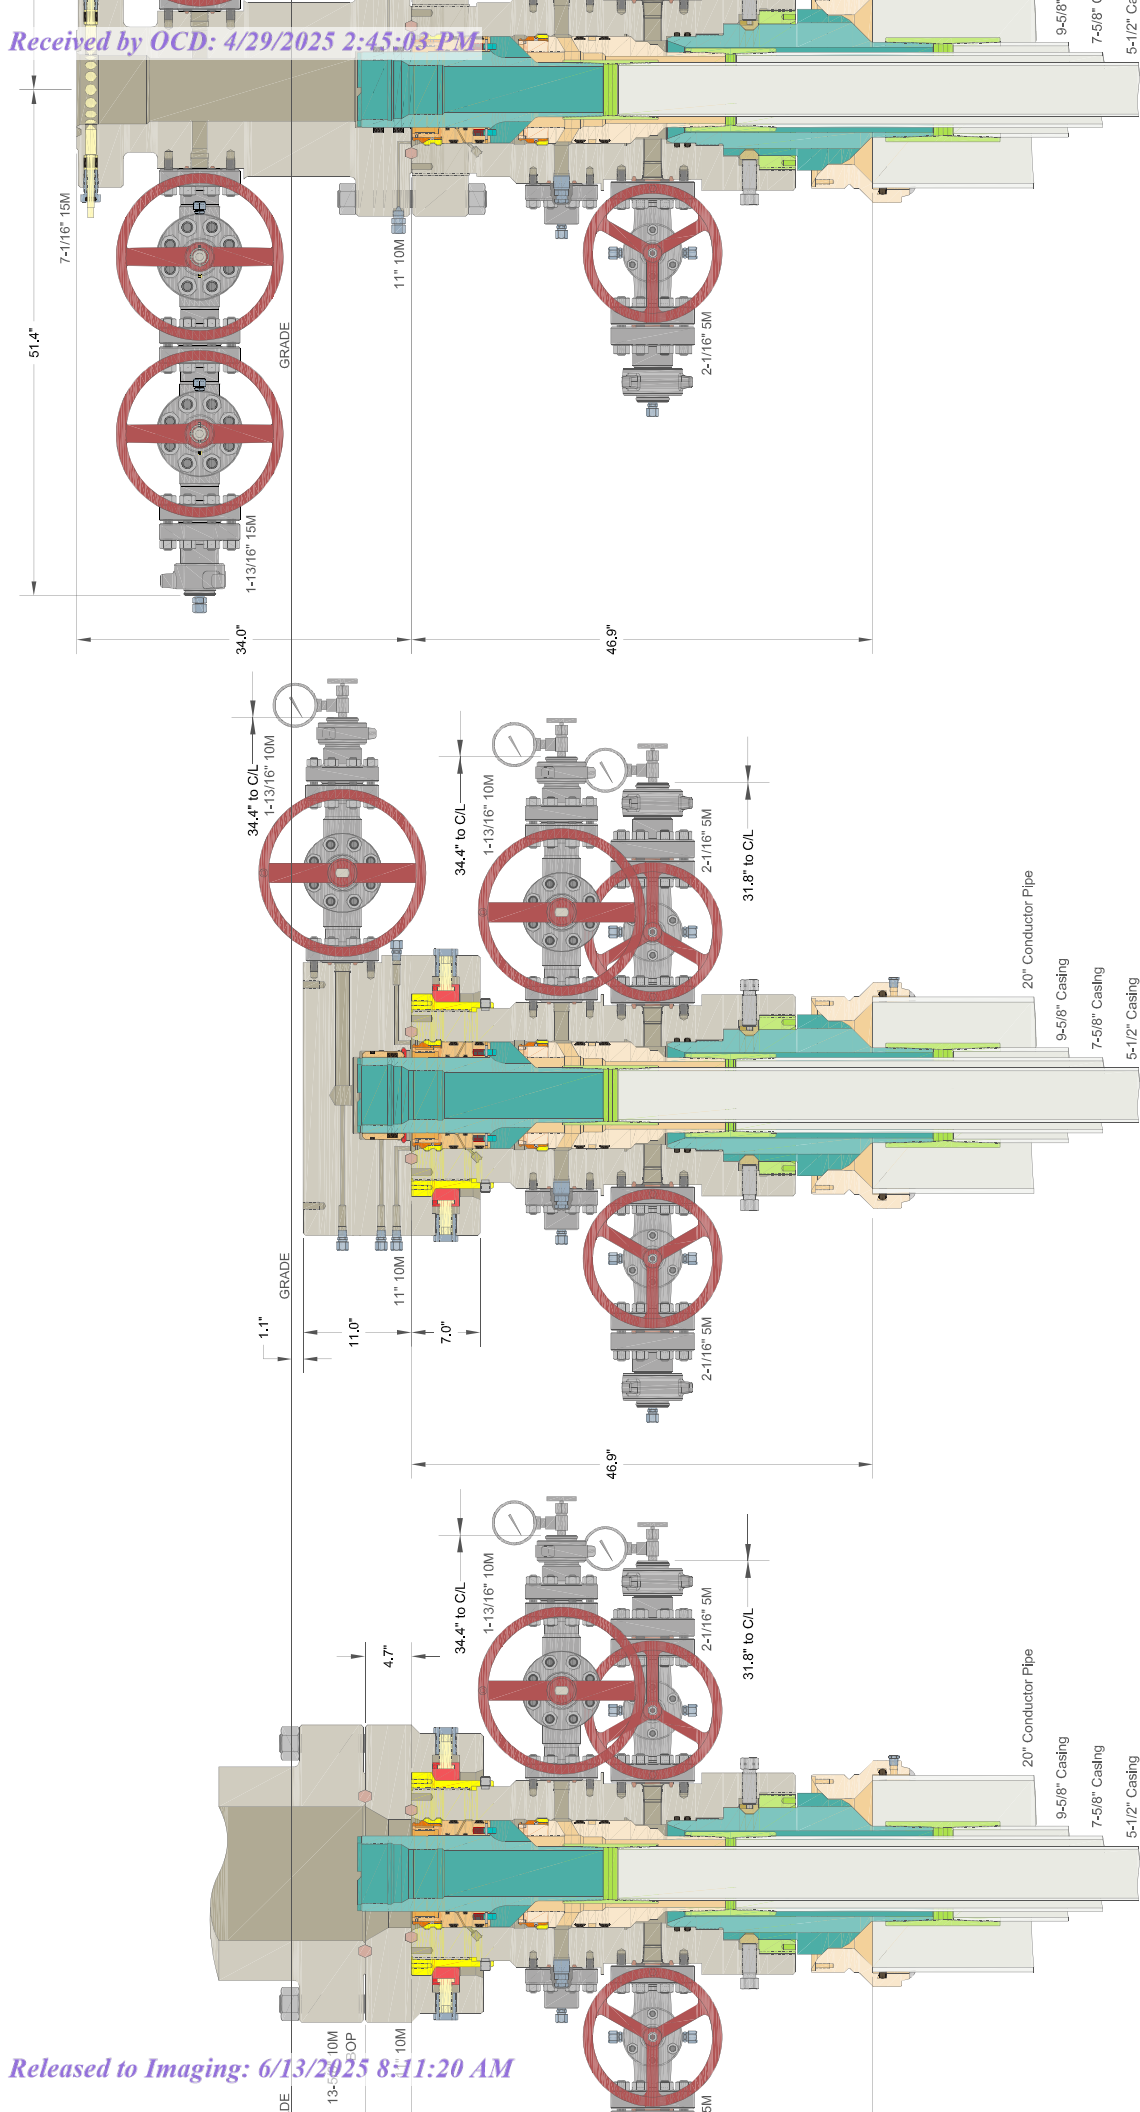 Received by OCD: 4/29/2025 2:45:03 PM
9-5/8"
7-5/8"
5-1/2"
7-1/16" 15M
11" 10M
51.4"
GRADE
2-1/16" 5M
1-13/16" 15M
34.0"
46.9"
34.4" to C/L
1-13/16" 10M
34.4" to C/L
1-13/16" 10M
2-1/16" 5M
31.8" to C/L
20" Conductor Pipe
9-5/8" Casing
7-5/8" Casing
5-1/2" Casing
GRADE
11" 10M
1.1"
11.0"
7.0"
2-1/16" 5M
46.9"
34.4" to C/L
1-13/16" 10M
2-1/16" 5M
31.8" to C/L
4.7"
20" Conductor Pipe
9-5/8" Casing
7-5/8" Casing
5-1/2" Casing
10M
BOP
10M
Released to Imaging: 6/13/2025 8:11:20 AM
5M